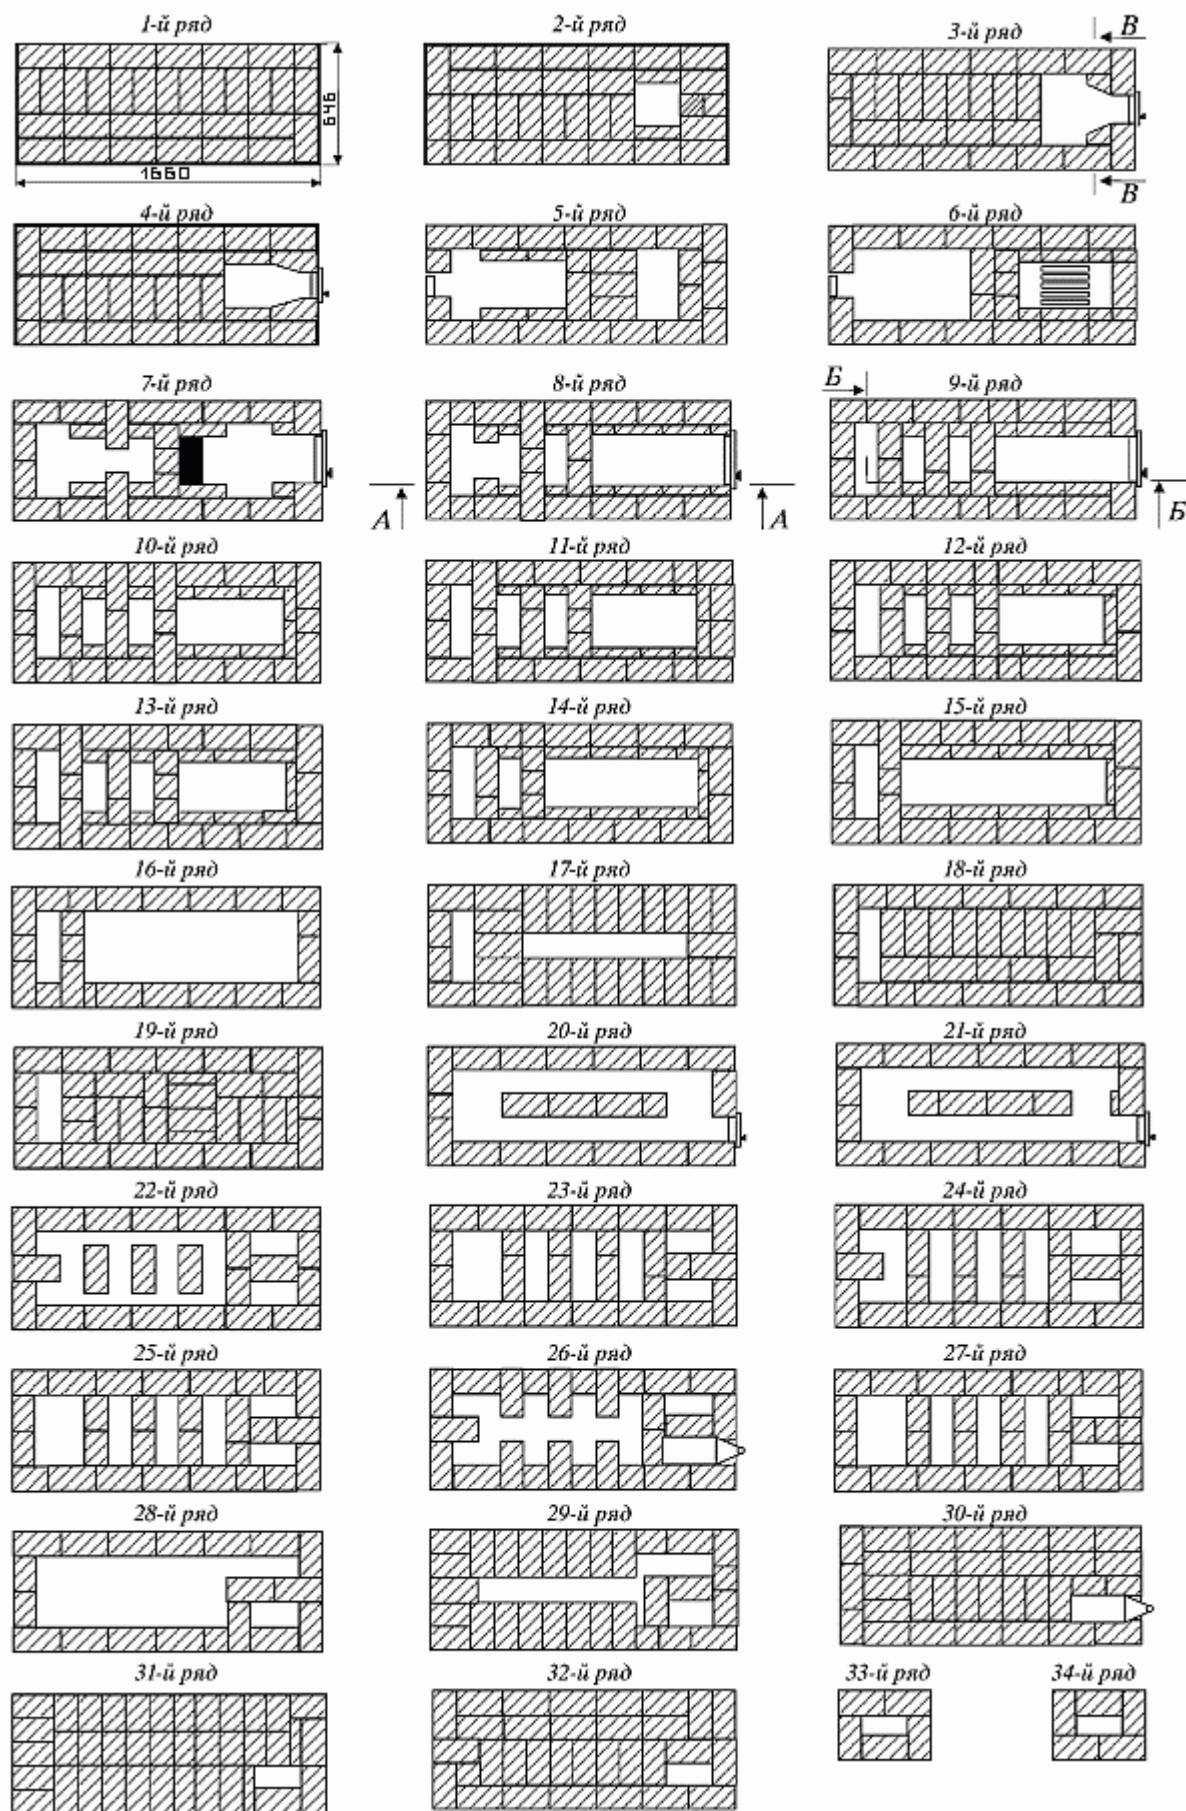 1-й ряд
2-й ряд
3-й ряд
В
646
1660
В
4-й ряд
5-й ряд
6-й ряд
7-й ряд
8-й ряд
Б
9-й ряд
А
А
Б
10-й ряд
11-й ряд
12-й ряд
13-й ряд
14-й ряд
15-й ряд
16-й ряд
17-й ряд
18-й ряд
19-й ряд
20-й ряд
21-й ряд
22-й ряд
23-й ряд
24-й ряд
25-й ряд
26-й ряд
27-й ряд
28-й ряд
29-й ряд
30-й ряд
31-й ряд
32-й ряд
33-й ряд
34-й ряд